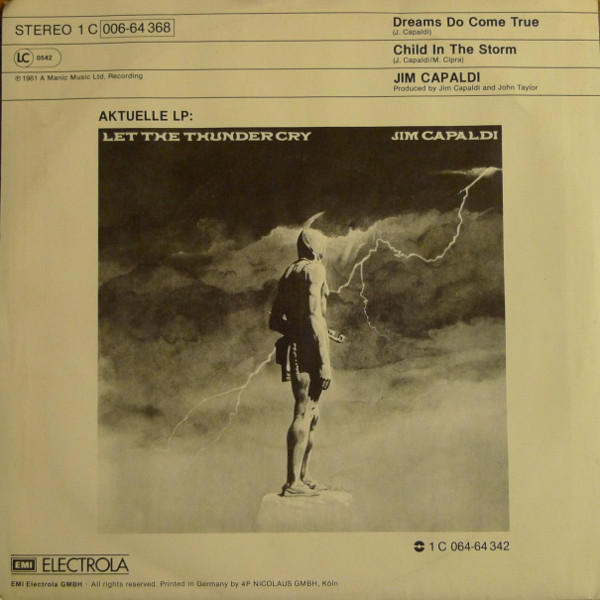 STEREO 1 C 006-64 368
LC 0542
℗ 1981 A Manic Music Ltd. Recording
Dreams Do Come True
(J. Capaldi)
Child In The Storm
(J. Capaldi/M. Cipra)
JIM CAPALDI
Produced by Jim Capaldi and John Taylor
AKTUELLE LP:
LET THE THUNDER CRY JIM CAPALDI
1 C 064-64 342
EMI ELECTROLA
EMI Electrola GMBH · All rights reserved. Printed in Germany by 4P NICOLAUS GMBH, Köln